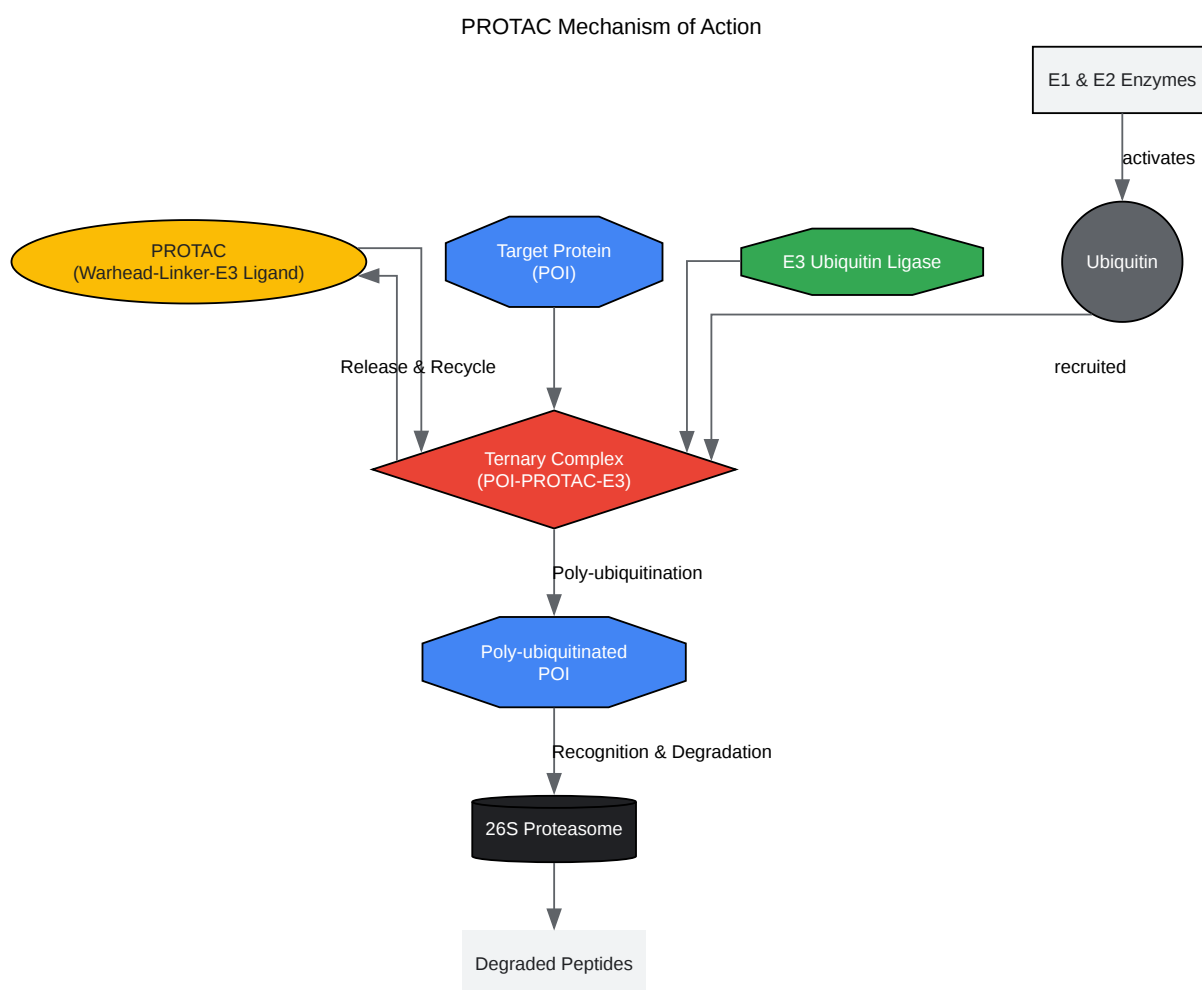 PROTAC Mechanism of Action
E1 & E2 Enzymes
activates
PROTAC
(Warhead-Linker-E3 Ligand)
Target Protein
(POI)
E3 Ubiquitin Ligase
Ubiquitin
Release & Recycle
recruited
Ternary Complex
(POI-PROTAC-E3)
Poly-ubiquitination
Poly-ubiquitinated
POI
Recognition & Degradation
26S Proteasome
Degraded Peptides